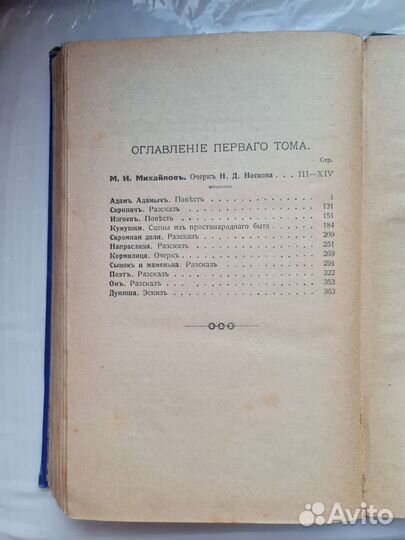 ОГЛАВЛЕНІЕ ПЕРВАГО ТОМА.
Стр.
М. И. Михайловъ. Очеркъ Н. Д. Носкова . . . III—XIV
Адамъ Адамычъ. Повѣсть . . . 1
Скрипачъ. Разсказъ . . . 131
Изгоевъ. Повѣсть . . . 151
Кумушки. Сцены изъ простонароднаго быта . . . 184
Скромная доля. Разсказъ . . . 209
Напраслина. Разсказъ . . . 251
Кормилица. Очеркъ . . . 269
Сынокъ и маменька. Разсказъ . . . 294
Поэтъ. Разсказъ . . . 322
Онъ. Разсказъ . . . 353
Дуняша. Эскизъ . . . 363
Avito